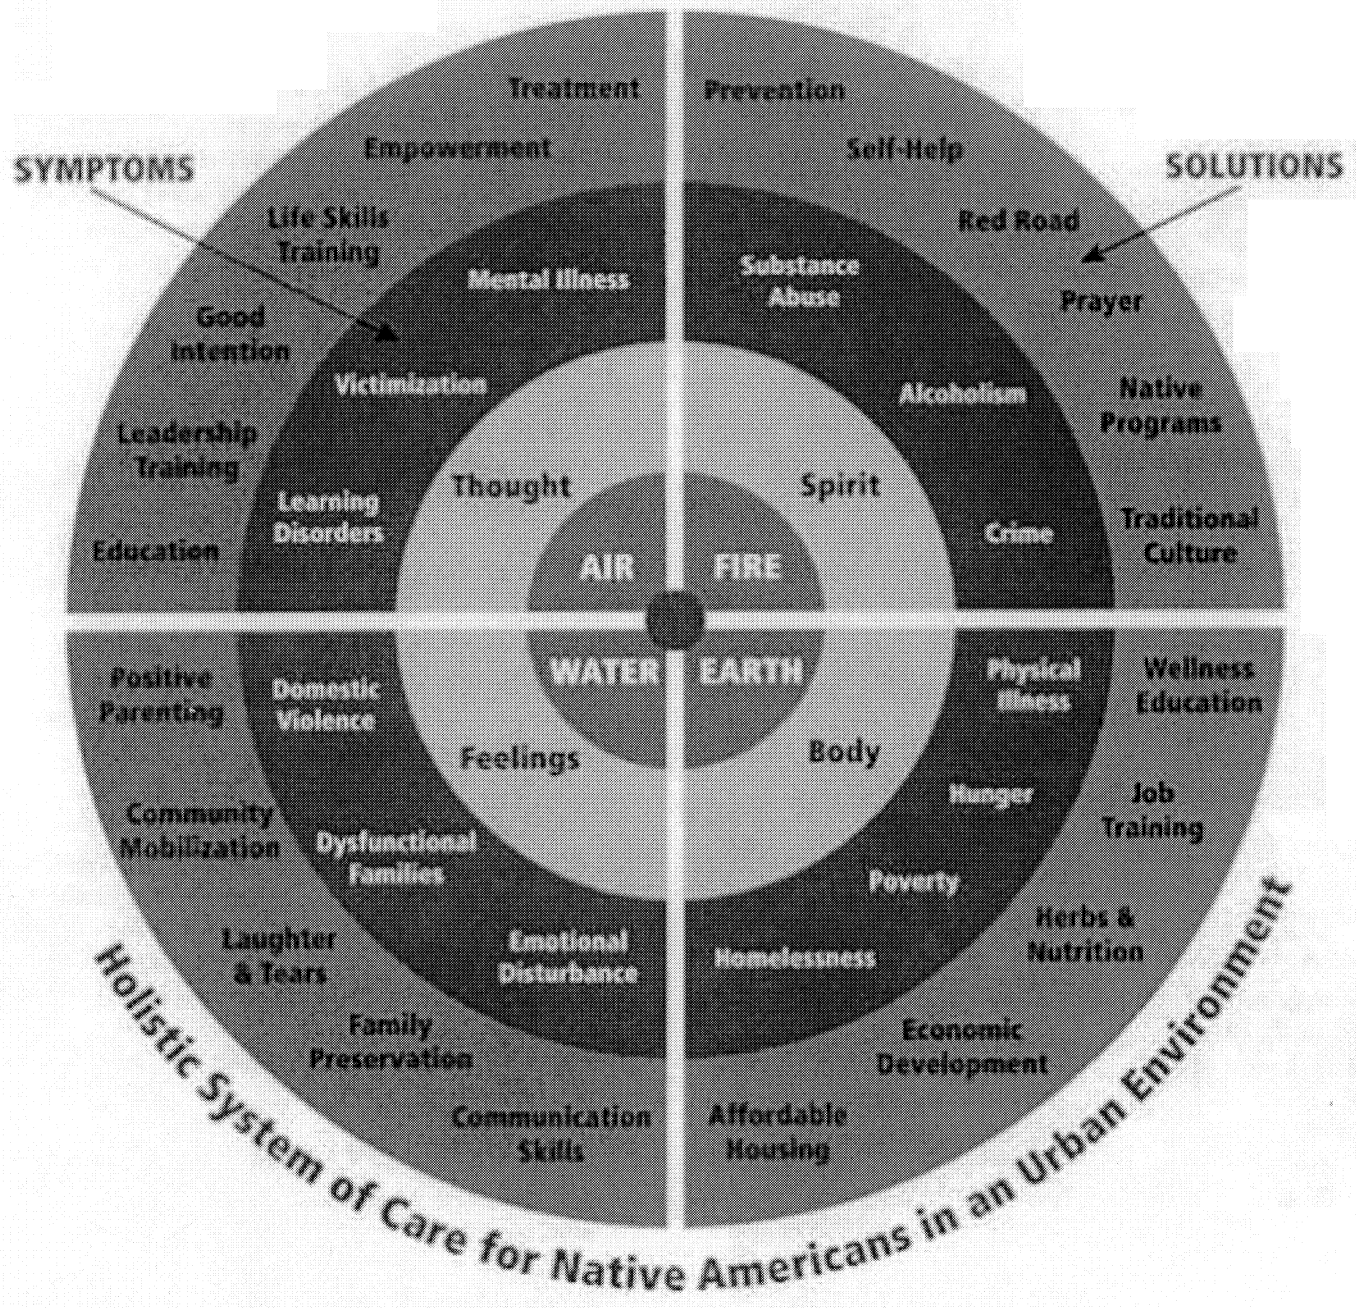 SYMPTOMS
SOLUTIONS
Treatment
Empowerment
Life Skills
Training
Good
Intention
Leadership
Training
Education
Mental Illness
Victimization
Learning
Disorders
Thought
AIR
Prevention
Self-Help
Red Road
Prayer
Native
Programs
Traditional
Culture
Substance
Abuse
Alcoholism
Crime
Spirit
FIRE
WATER
Feelings
Domestic
Violence
Dysfunctional
Families
Emotional
Disturbance
Positive
Parenting
Community
Mobilization
Laughter
& Tears
Family
Preservation
Communication
Skills
EARTH
Body
Physical
Illness
Hunger
Poverty
Homelessness
Wellness
Education
Job
Training
Herbs &
Nutrition
Economic
Development
Affordable
Housing
Holistic System of Care for Native Americans in an Urban Environment